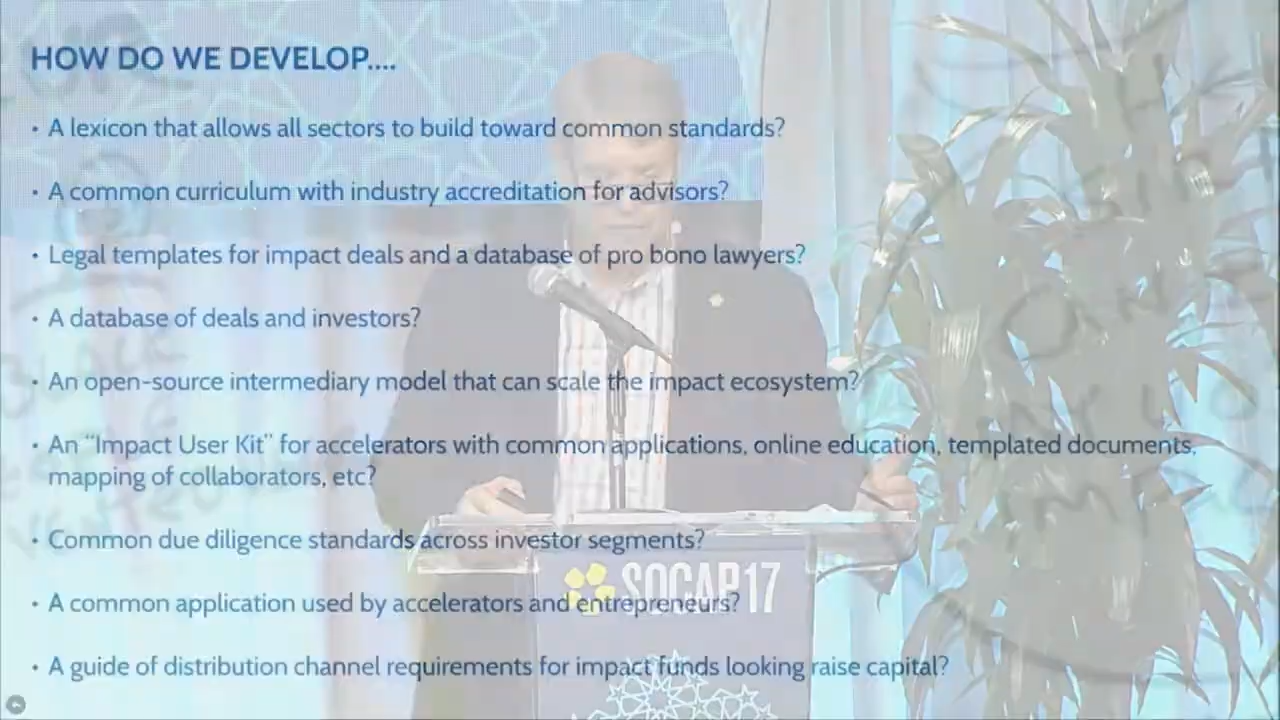 HOW DO WE DEVELOP....
• A lexicon that allows all sectors to build toward common standards?
• A common curriculum with industry accreditation for advisors?
• Legal templates for impact deals and a database of pro bono lawyers?
• A database of deals and investors?
• An open-source intermediary model that can scale the impact ecosystem?
• An “Impact User Kit” for accelerators with common applications, online education, templated documents,
mapping of collaborators, etc?
• Common due diligence standards across investor segments?
• A common application used by accelerators and entrepreneurs?
• A guide of distribution channel requirements for impact funds looking raise capital?
SOCAP17